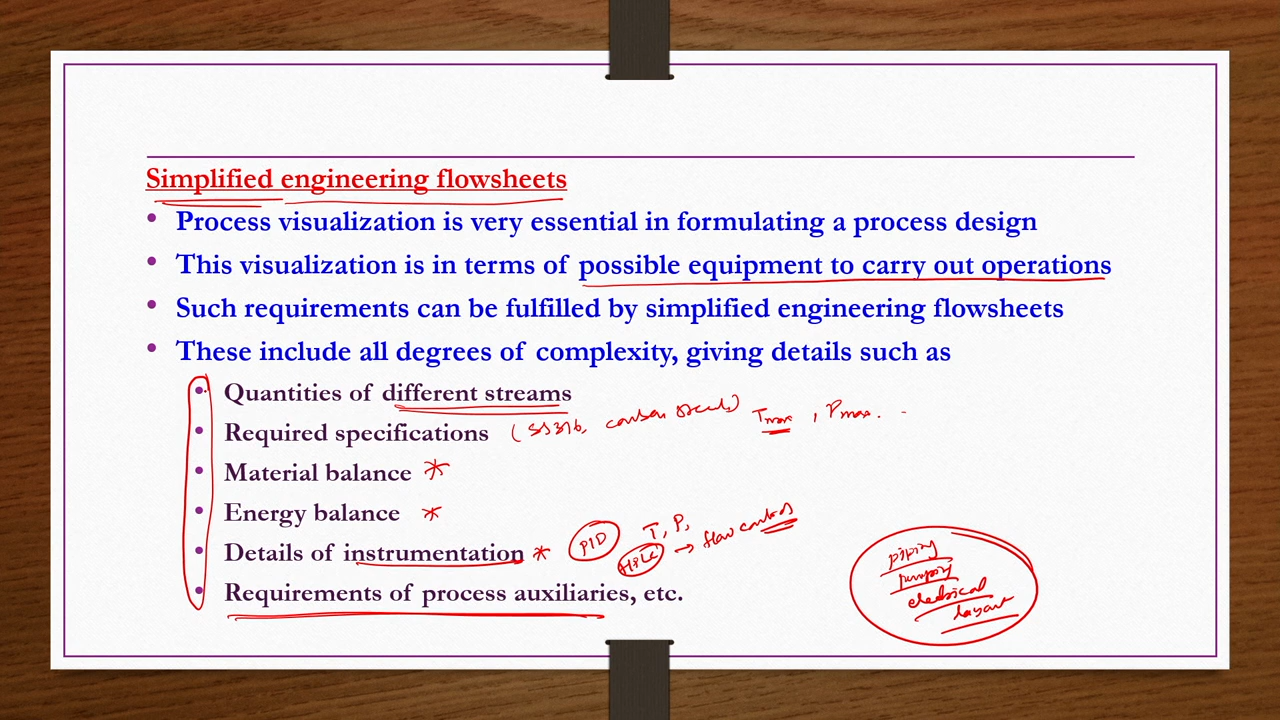 Simplified engineering flowsheets
• Process visualization is very essential in formulating a process design
• This visualization is in terms of possible equipment to carry out operations
• Such requirements can be fulfilled by simplified engineering flowsheets
• These include all degrees of complexity, giving details such as
• Quantities of different streams
• Required specifications (SS316, carbon steels) Tmax, Pmax.
• Material balance *
• Energy balance *
• Details of instrumentation * PID T, P, → flow control
• Requirements of process auxiliaries, etc.
piping
pumping
electrical
layout